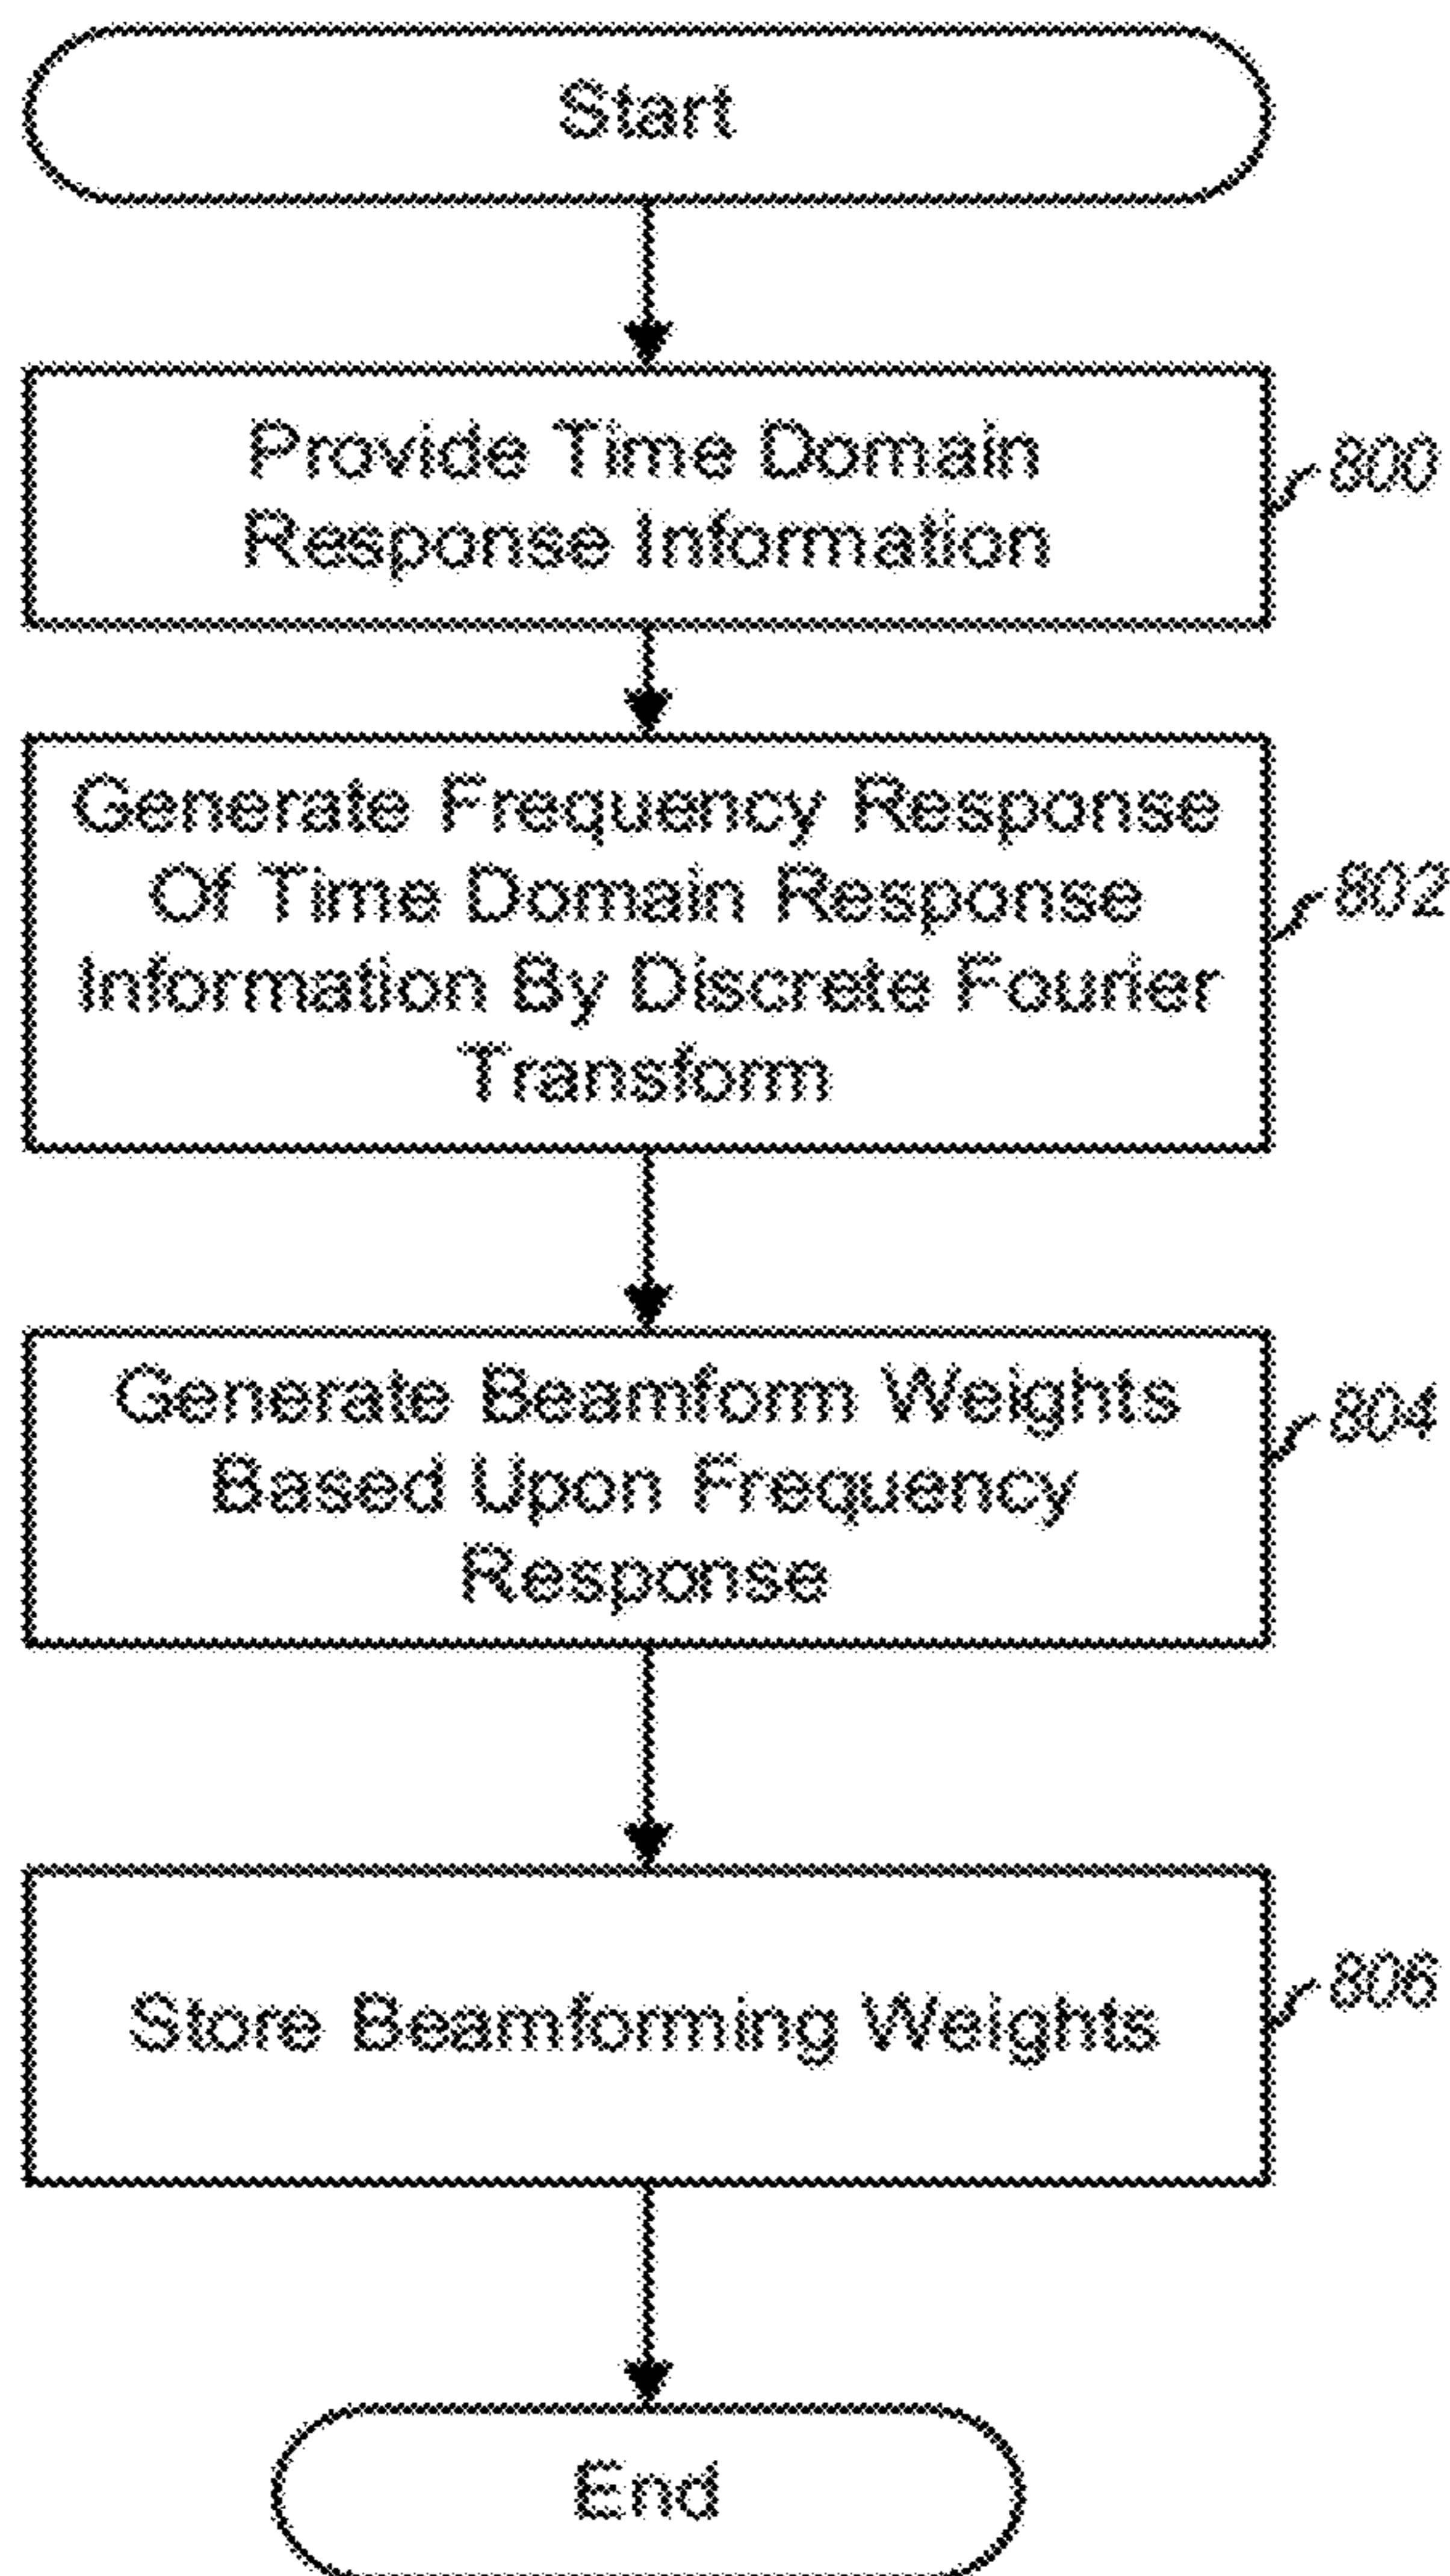 Start
Provide Time Domain
Response Information
800
Generate Frequency Response
Of Time Domain Response
Information By Discrete Fourier
Transform
802
Generate Beamform Weights
Based Upon Frequency
Response
804
Store Beamforming Weights
806
End